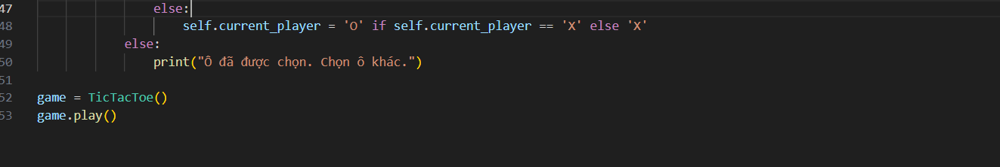 47 else:
48 self.current_player = 'O' if self.current_player == 'X' else 'X'
49 else:
50 print("Ô đã được chọn. Chọn ô khác.")
51
52 game = TicTacToe()
53 game.play()